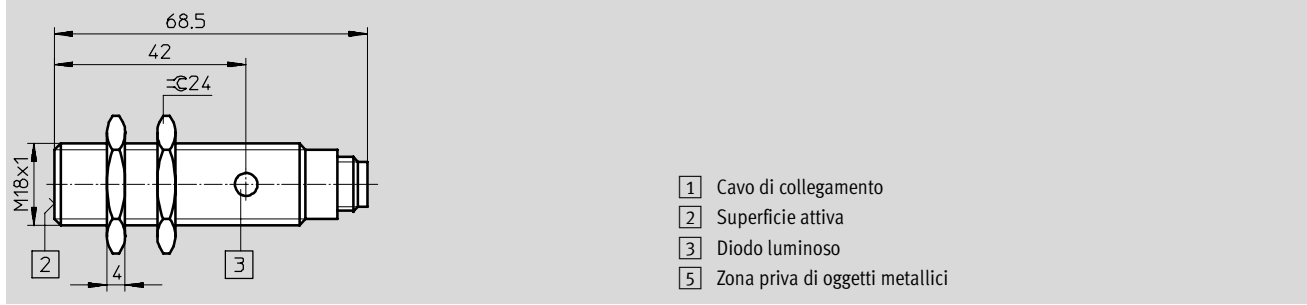 68.5
42
24
M18x1
2
4
3
1 Cavo di collegamento
2 Superficie attiva
3 Diodo luminoso
5 Zona priva di oggetti metallici